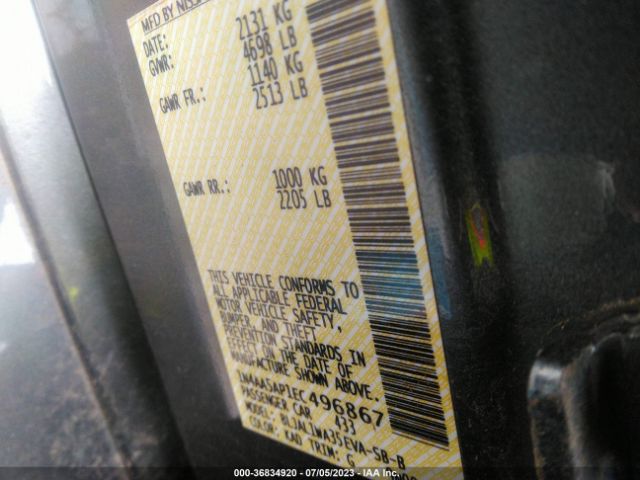 MFD BY NISS
DATE:
GVWR: 2131 KG
4698 LB
GAWR FR.: 1140 KG
2513 LB
GAWR RR.: 1000 KG
2205 LB
THIS VEHICLE CONFORMS TO
ALL APPLICABLE FEDERAL
MOTOR VEHICLE SAFETY,
BUMPER, AND THEFT
PREVENTION STANDARDS IN
EFFECT ON THE DATE OF
MANUFACTURE SHOWN ABOVE.
1N4AA5AP1EC496867
PASSENGER CAR 433
MODEL: BLJALWA35EVA-SB-B
COLOR: KAD TRIM: G
000-36834920 - 07/05/2023 - IAA Inc.